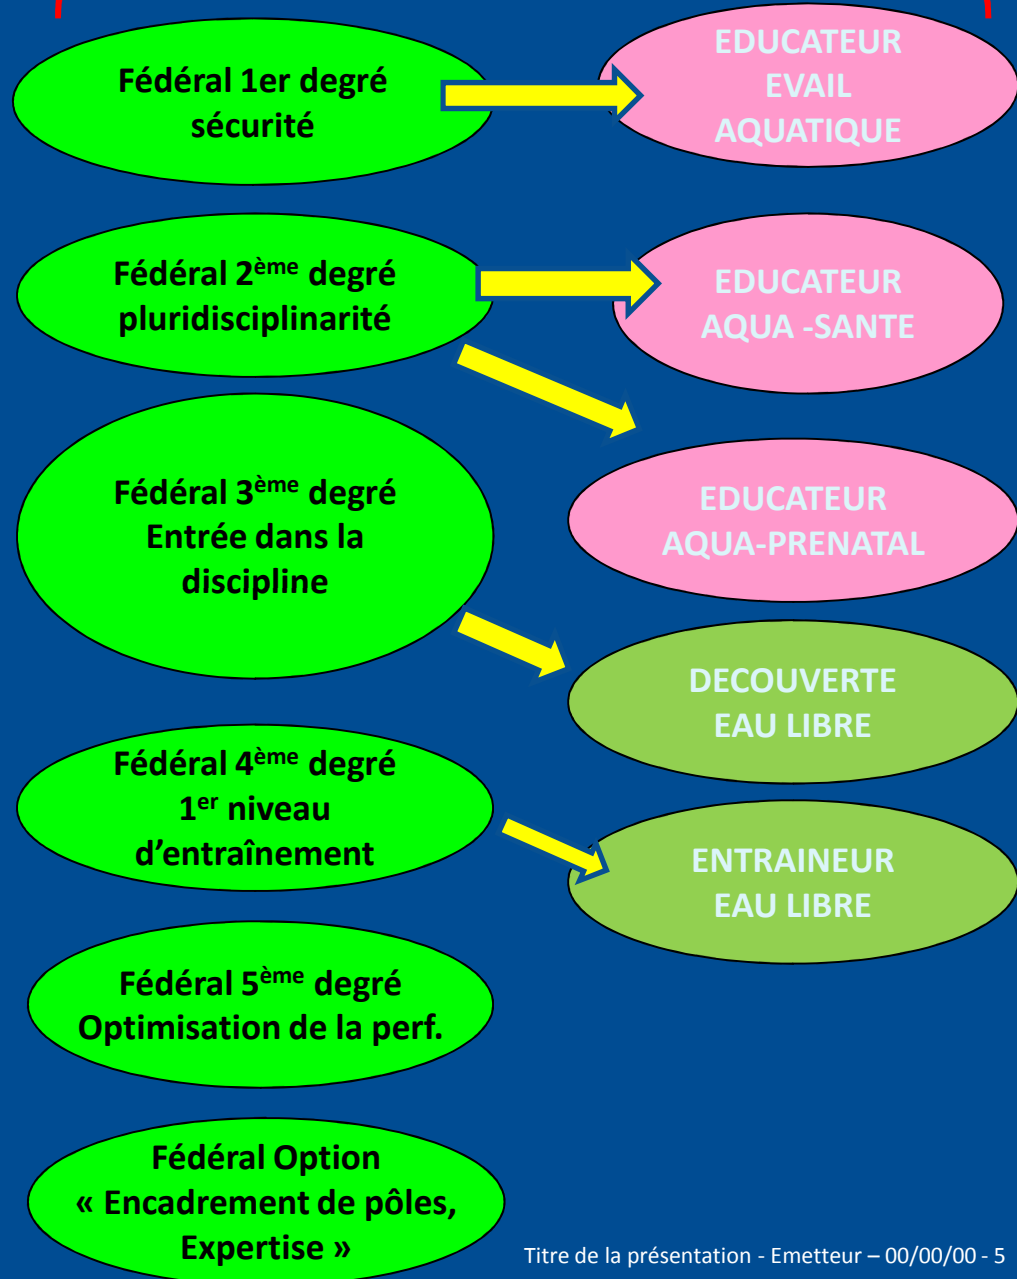 Fédéral 1er degré
sécurité
EDUCATEUR
EVAIL
AQUATIQUE
Fédéral 2ème degré
pluridisciplinarité
EDUCATEUR
AQUA -SANTE
Fédéral 3ème degré
Entrée dans la
discipline
EDUCATEUR
AQUA-PRENATAL
DECOUVERTE
EAU LIBRE
Fédéral 4ème degré
1er niveau
d’entraînement
ENTRAINEUR
EAU LIBRE
Fédéral 5ème degré
Optimisation de la perf.
Fédéral Option
« Encadrement de pôles,
Expertise »
Titre de la présentation - Emetteur – 00/00/00 - 5